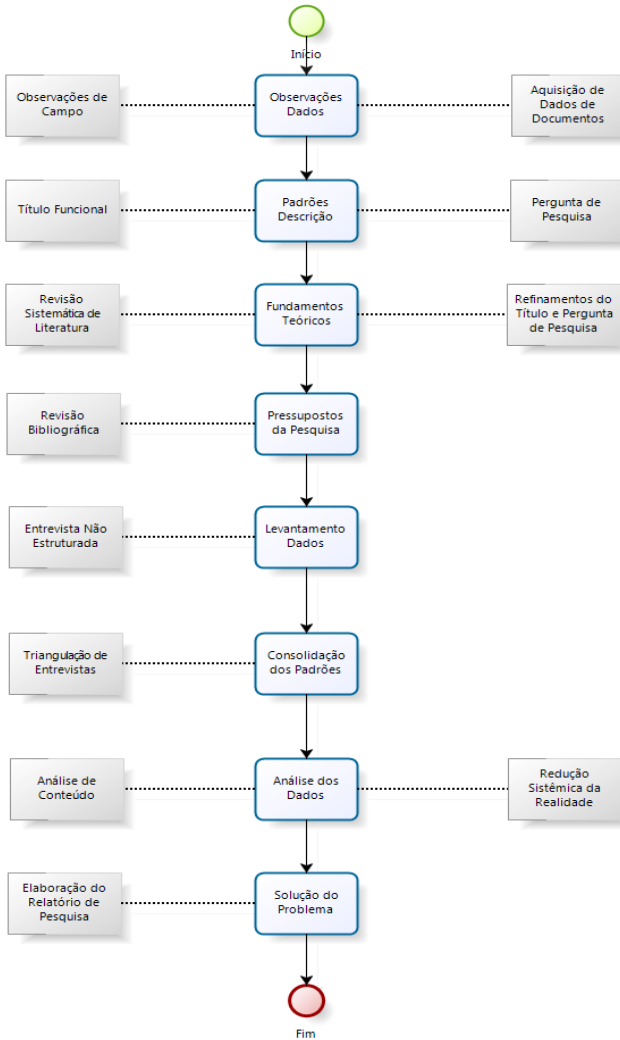 Início
Observações de
Campo
Observações
Dados
Aquisição de
Dados de
Documentos
Título Funcional
Padrões
Descrição
Pergunta de
Pesquisa
Revisão
Sistemática de
Literatura
Fundamentos
Teóricos
Refinamentos do
Título e Pergunta
de Pesquisa
Revisão
Bibliográfica
Pressupostos
da Pesquisa
Entrevista Não
Estruturada
Levantamento
Dados
Triangulação de
Entrevistas
Consolidação
dos Padrões
Análise de
Conteúdo
Análise dos
Dados
Redução
Sistêmica da
Realidade
Elaboração do
Relatório de
Pesquisa
Solução do
Problema
Fim